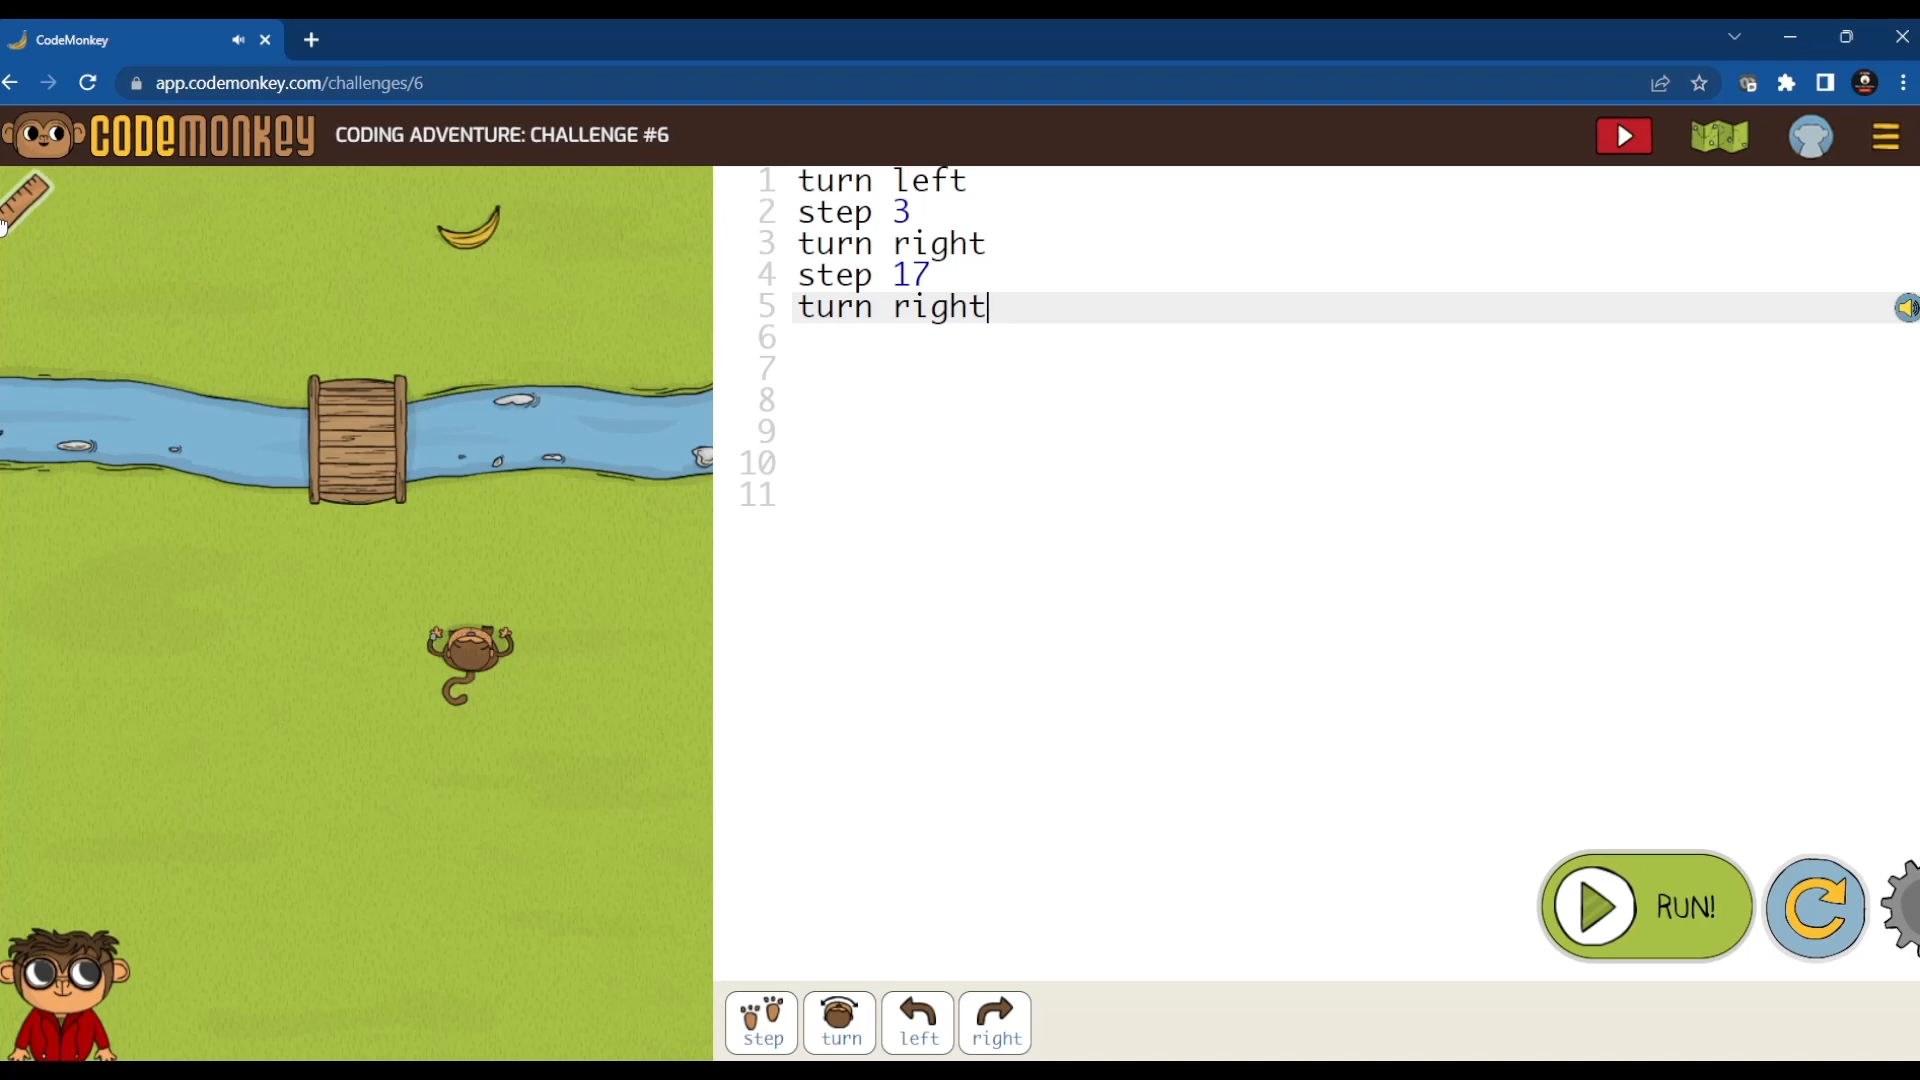 CodeMonkey
app.codemonkey.com/challenges/6
CODEMONKEY
CODING ADVENTURE: CHALLENGE #6
1 turn left
2 step 3
3 turn right
4 step 17
5 turn right
6
7
8
9
10
11
RUN!
step turn left right